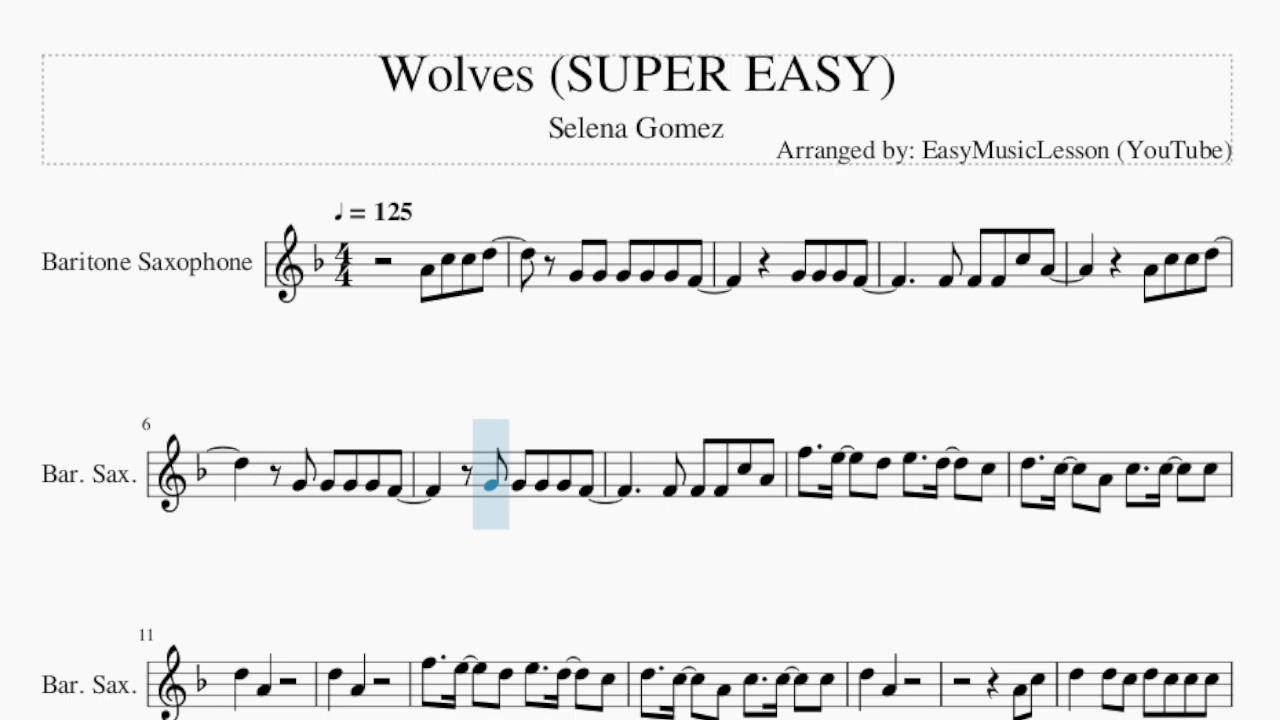 Wolves (SUPER EASY)
Selena Gomez
Arranged by: EasyMusicLesson (YouTube)
♩ = 125
Baritone Saxophone
4
4
6
Bar. Sax.
11
Bar. Sax.